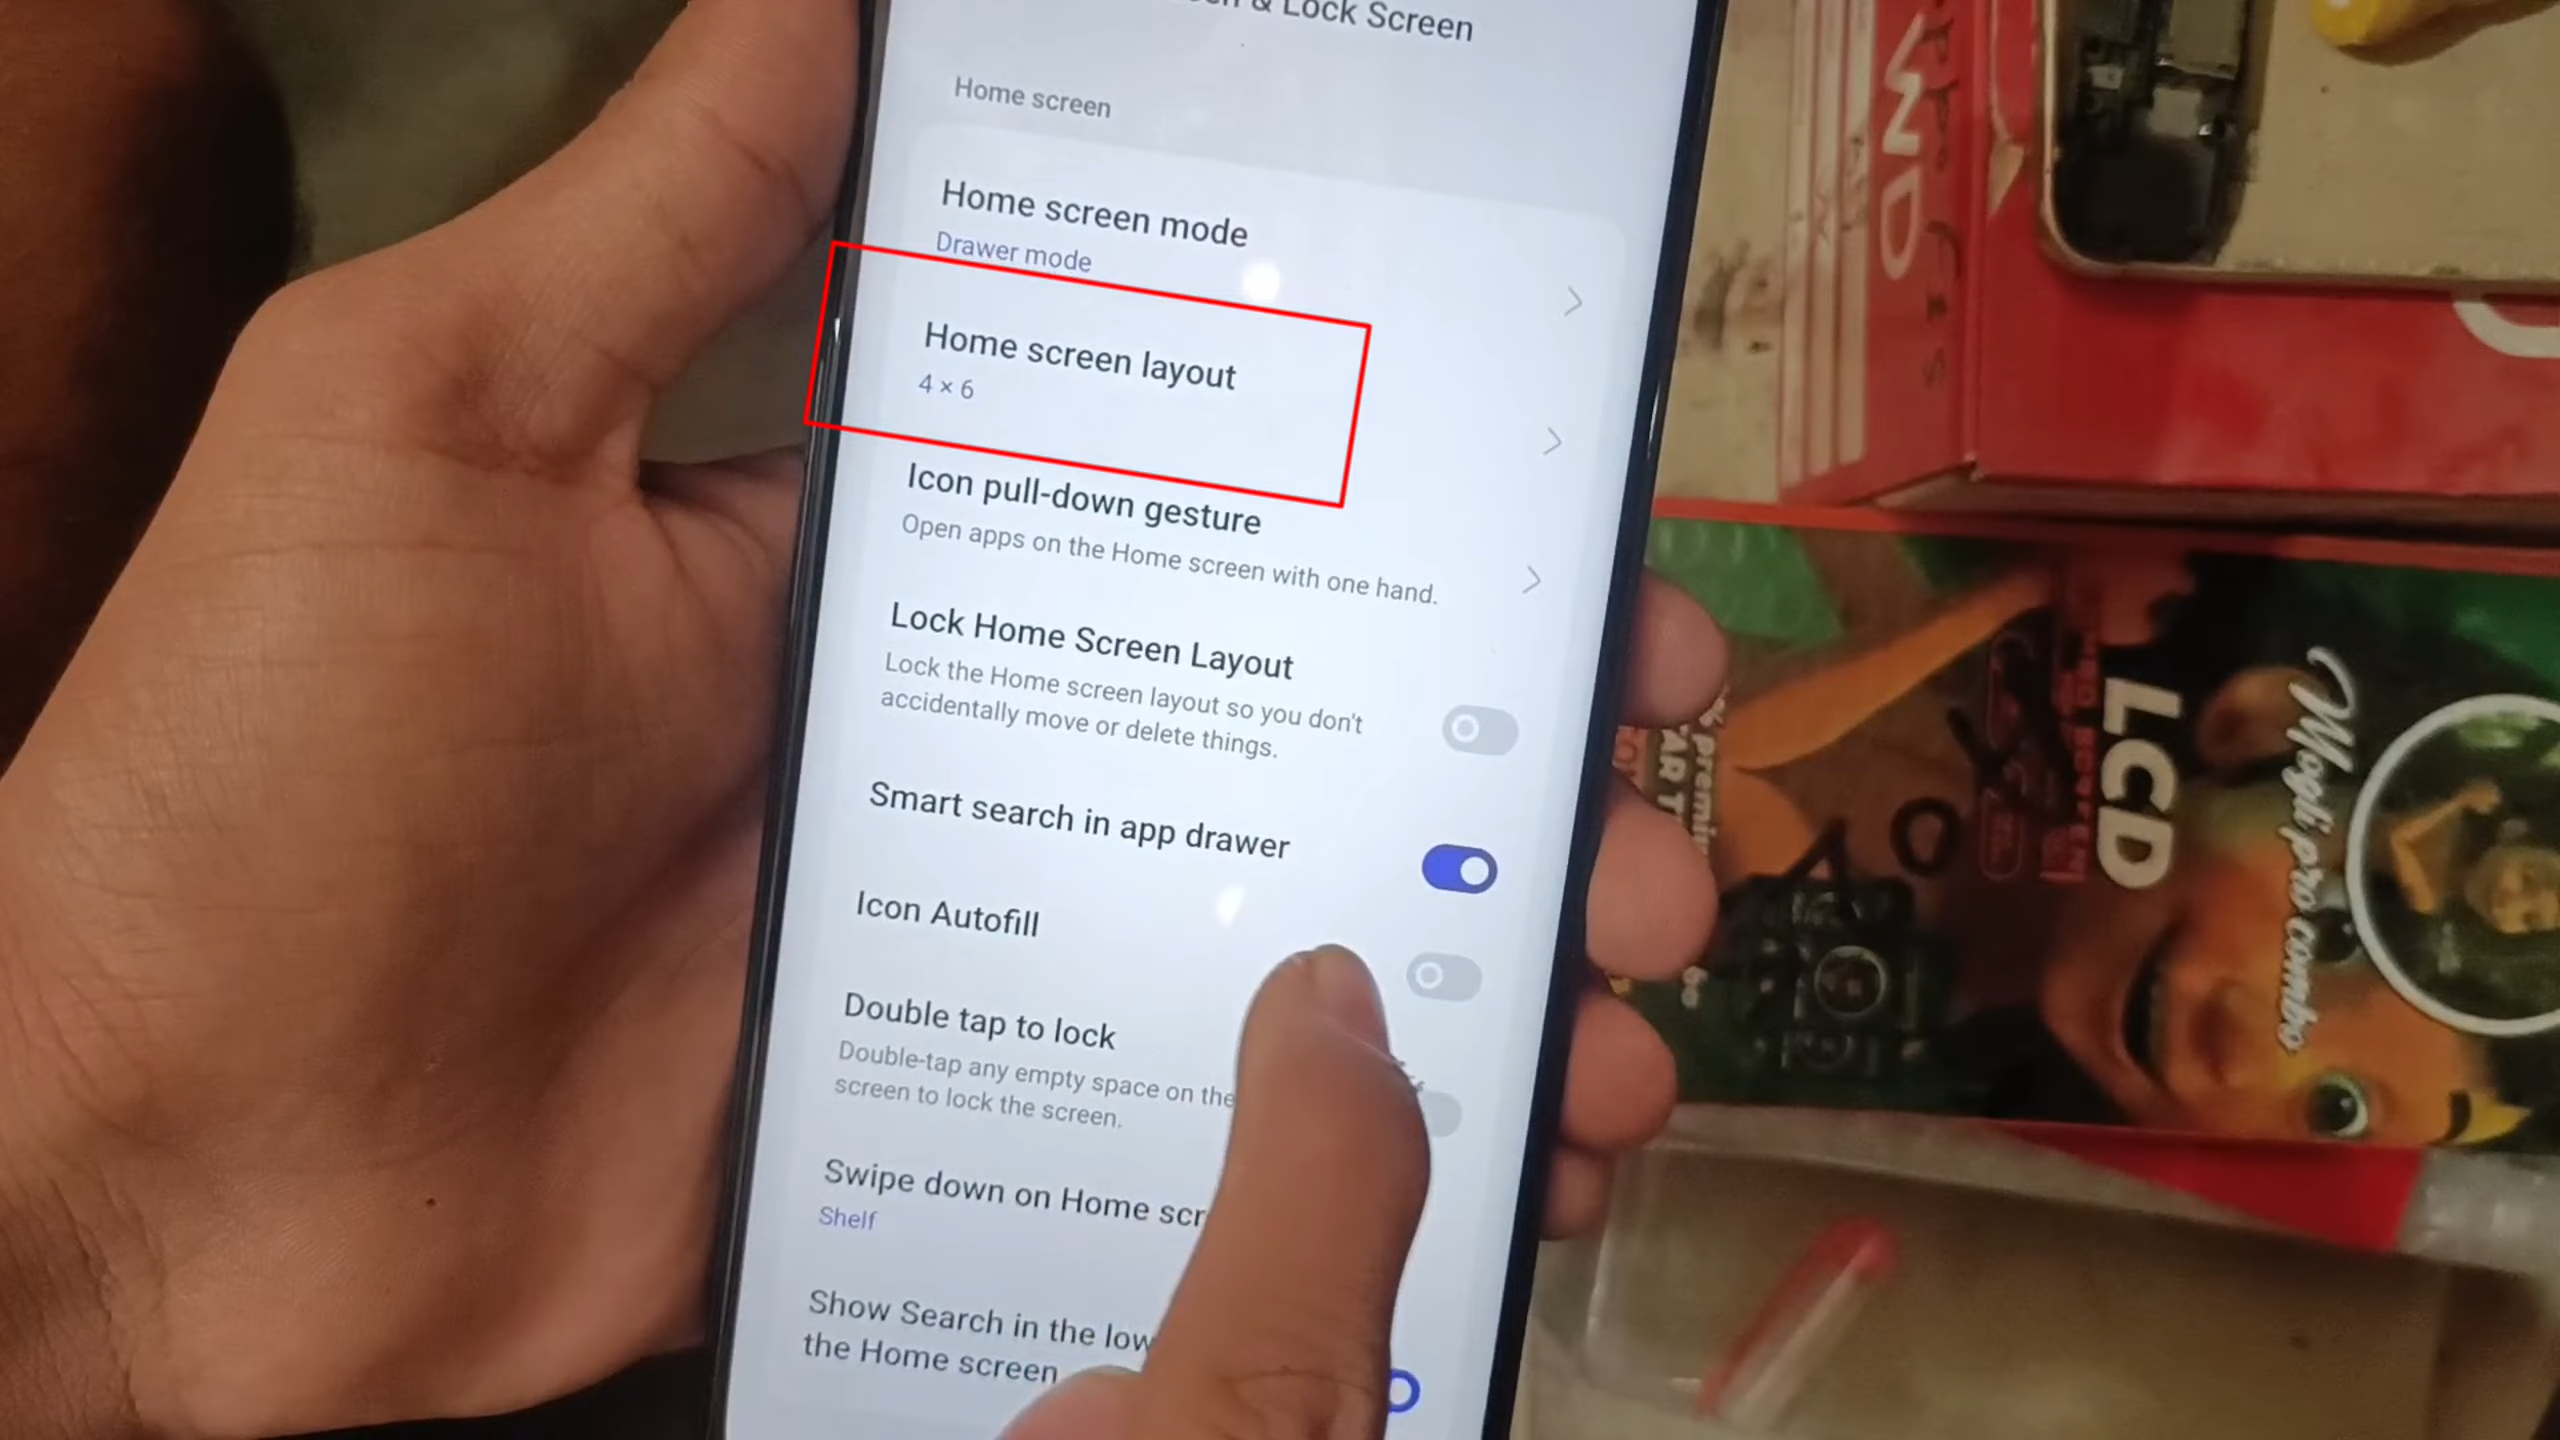 & Lock Screen
Home screen
Home screen mode
Drawer mode
Home screen layout
4 × 6
Icon pull-down gesture
Open apps on the Home screen with one hand.
Lock Home Screen Layout
Lock the Home screen layout so you don't
accidentally move or delete things.
Smart search in app drawer
Icon Autofill
Double tap to lock
Double-tap any empty space on the
screen to lock the screen.
Swipe down on Home scr
Shelf
Show Search in the low
the Home screen
LCD
Mogli pro combo